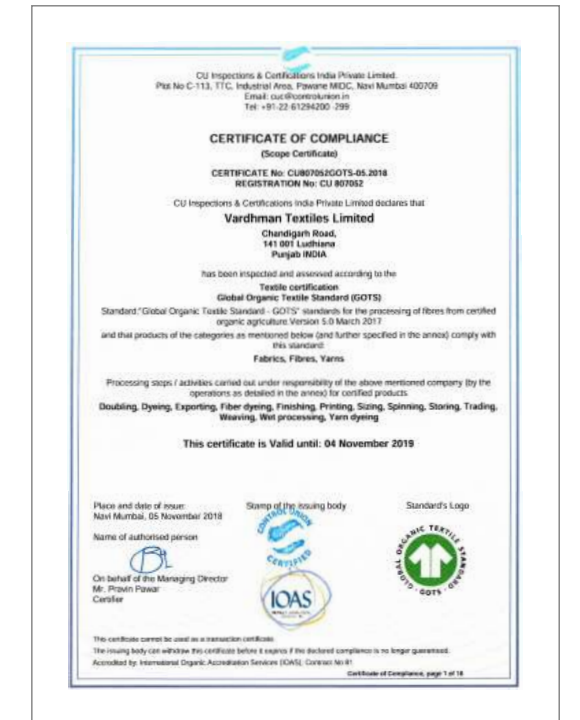 CU Inspections & Certifications India Private Limited.
Plot No C-113, TTC, Industrial Area, Pawane MIDC, Navi Mumbai 400709
Email: cuc@controlunion.in
Tel: +91-22-61294200 -299
CERTIFICATE OF COMPLIANCE
(Scope Certificate)
CERTIFICATE No: CU807052GOTS-05.2018
REGISTRATION No: CU 807052
CU Inspections & Certifications India Private Limited declares that
Vardhman Textiles Limited
Chandigarh Road,
141 001 Ludhiana
Punjab INDIA
has been inspected and assessed according to the
Textile certification
Global Organic Textile Standard (GOTS)
Standard:"Global Organic Textile Standard - GOTS" standards for the processing of fibres from certified
organic agriculture.Version 5.0 March 2017
and that products of the categories as mentioned below (and further specified in the annex) comply with
this standard:
Fabrics, Fibres, Yarns
Processing steps / activities carried out under responsibility of the above mentioned company (by the
operations as detailed in the annex) for certified products
Doubling, Dyeing, Exporting, Fiber dyeing, Finishing, Printing, Sizing, Spinning, Storing, Trading,
Weaving, Wet processing, Yarn dyeing
This certificate is Valid until: 04 November 2019
Place and date of issue:
Navi Mumbai, 05 November 2018
Stamp of the issuing body
Standard's Logo
Name of authorised person
CONTROL UNION
CERTIFIED
GLOBAL ORGANIC TEXTILE STANDARD
· GOTS ·
On behalf of the Managing Director
Mr. Pravin Pawar
Certifier
IOAS
This certificate cannot be used as a transaction certificate.
The issuing body can withdraw this certificate before it expires if the declared compliance is no longer guaranteed.
Accredited by: International Organic Accreditation Services (IOAS), Contract No 81
Certificate of Compliance, page 1 of 18